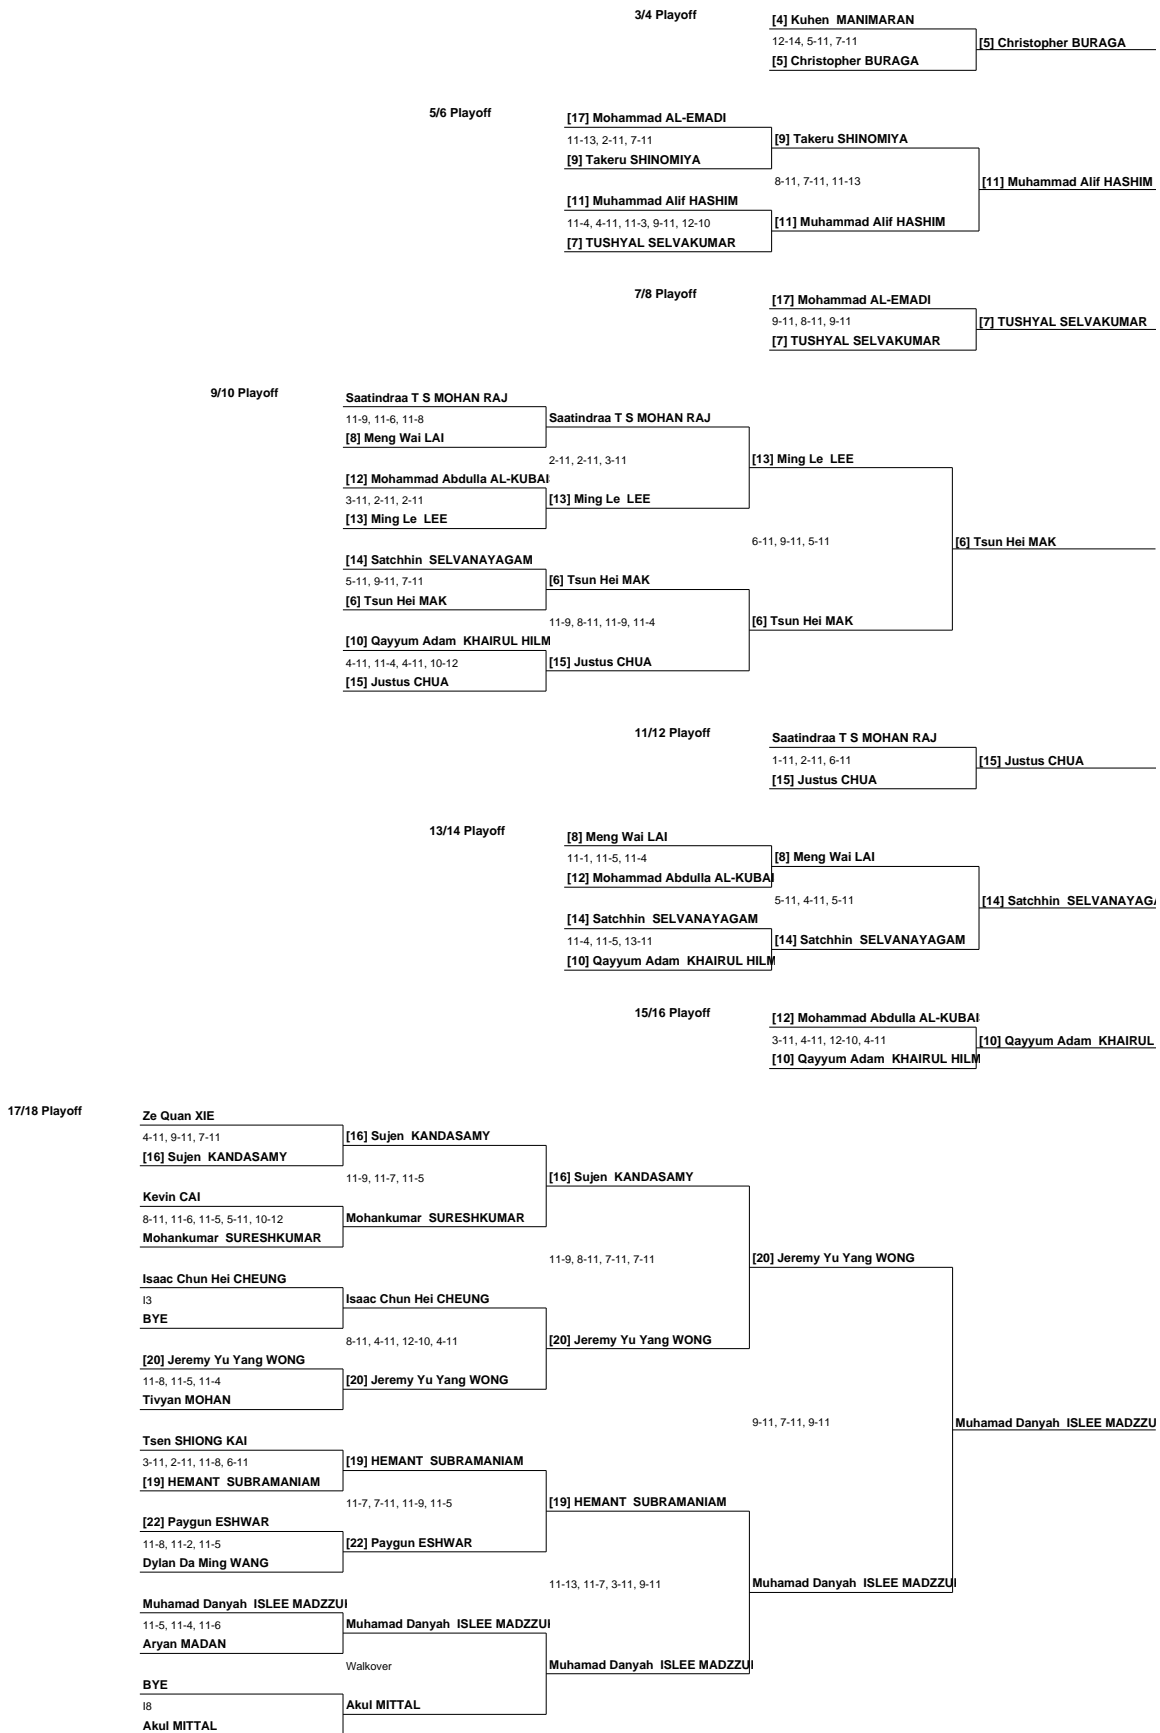 3/4 Playoff
[4] Kuhen MANIMARAN
12-14, 5-11, 7-11
[5] Christopher BURAGA
[5] Christopher BURAGA
5/6 Playoff
[17] Mohammad AL-EMADI
11-13, 2-11, 7-11
[9] Takeru SHINOMIYA
[9] Takeru SHINOMIYA
8-11, 7-11, 11-13
[11] Muhammad Alif HASHIM
[11] Muhammad Alif HASHIM
11-4, 4-11, 11-3, 9-11, 12-10
[11] Muhammad Alif HASHIM
[7] TUSHYAL SELVAKUMAR
7/8 Playoff
[17] Mohammad AL-EMADI
9-11, 8-11, 9-11
[7] TUSHYAL SELVAKUMAR
[7] TUSHYAL SELVAKUMAR
9/10 Playoff
Saatindraa T S MOHAN RAJ
11-9, 11-6, 11-8
Saatindraa T S MOHAN RAJ
[8] Meng Wai LAI
2-11, 2-11, 3-11
[13] Ming Le LEE
[12] Mohammad Abdulla AL-KUBAI
3-11, 2-11, 2-11
[13] Ming Le LEE
[13] Ming Le LEE
6-11, 9-11, 5-11
[6] Tsun Hei MAK
[14] Satchhin SELVANAYAGAM
5-11, 9-11, 7-11
[6] Tsun Hei MAK
[6] Tsun Hei MAK
11-9, 8-11, 11-9, 11-4
[6] Tsun Hei MAK
[10] Qayyum Adam KHAIRUL HILM
4-11, 11-4, 4-11, 10-12
[15] Justus CHUA
[15] Justus CHUA
11/12 Playoff
Saatindraa T S MOHAN RAJ
1-11, 2-11, 6-11
[15] Justus CHUA
[15] Justus CHUA
13/14 Playoff
[8] Meng Wai LAI
11-1, 11-5, 11-4
[8] Meng Wai LAI
[12] Mohammad Abdulla AL-KUBAI
5-11, 4-11, 5-11
[14] Satchhin SELVANAYAGA
[14] Satchhin SELVANAYAGAM
11-4, 11-5, 13-11
[14] Satchhin SELVANAYAGAM
[10] Qayyum Adam KHAIRUL HILM
15/16 Playoff
[12] Mohammad Abdulla AL-KUBAI
3-11, 4-11, 12-10, 4-11
[10] Qayyum Adam KHAIRUL
[10] Qayyum Adam KHAIRUL HILM
17/18 Playoff
Ze Quan XIE
4-11, 9-11, 7-11
[16] Sujen KANDASAMY
[16] Sujen KANDASAMY
11-9, 11-7, 11-5
[16] Sujen KANDASAMY
Kevin CAI
8-11, 11-6, 11-5, 5-11, 10-12
Mohankumar SURESHKUMAR
Mohankumar SURESHKUMAR
11-9, 8-11, 7-11, 7-11
[20] Jeremy Yu Yang WONG
Isaac Chun Hei CHEUNG
I3
Isaac Chun Hei CHEUNG
BYE
8-11, 4-11, 12-10, 4-11
[20] Jeremy Yu Yang WONG
[20] Jeremy Yu Yang WONG
11-8, 11-5, 11-4
[20] Jeremy Yu Yang WONG
Tivyan MOHAN
9-11, 7-11, 9-11
Muhamad Danyah ISLEE MADZZU
Tsen SHIONG KAI
3-11, 2-11, 11-8, 6-11
[19] HEMANT SUBRAMANIAM
[19] HEMANT SUBRAMANIAM
11-7, 7-11, 11-9, 11-5
[19] HEMANT SUBRAMANIAM
[22] Paygun ESHWAR
11-8, 11-2, 11-5
[22] Paygun ESHWAR
Dylan Da Ming WANG
11-13, 11-7, 3-11, 9-11
Muhamad Danyah ISLEE MADZZUI
Muhamad Danyah ISLEE MADZZUI
11-5, 11-4, 11-6
Muhamad Danyah ISLEE MADZZUI
Aryan MADAN
Walkover
Muhamad Danyah ISLEE MADZZUI
BYE
I8
Akul MITTAL
Akul MITTAL